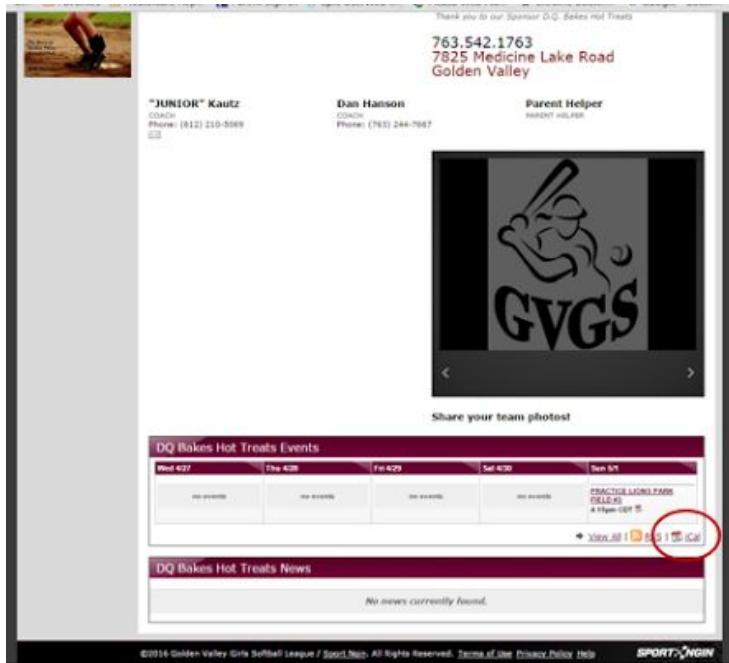 Thank you to our Sponsor D.Q. Bakes Hot Treats
763.542.1763
7825 Medicine Lake Road
Golden Valley
"JUNIOR" Kautz
COACH
Phone: (612) 210-5069
Dan Hanson
COACH
Phone: (763) 244-7667
Parent Helper
PARENT HELPER
GVGS
Share your team photos!
DQ Bakes Hot Treats Events
Wed 4/27 Thu 4/28 Fri 4/29 Sat 4/30 Sun 5/1
no events no events no events no events
PRACTICE LIONS PARK
FIELD #3
CDT
View All | RSS | iCal
DQ Bakes Hot Treats News
No news currently found.
©2016 Golden Valley Girls Softball League / Sport Ngin. All Rights Reserved. Terms of Use Privacy Policy Help SPORT NGIN